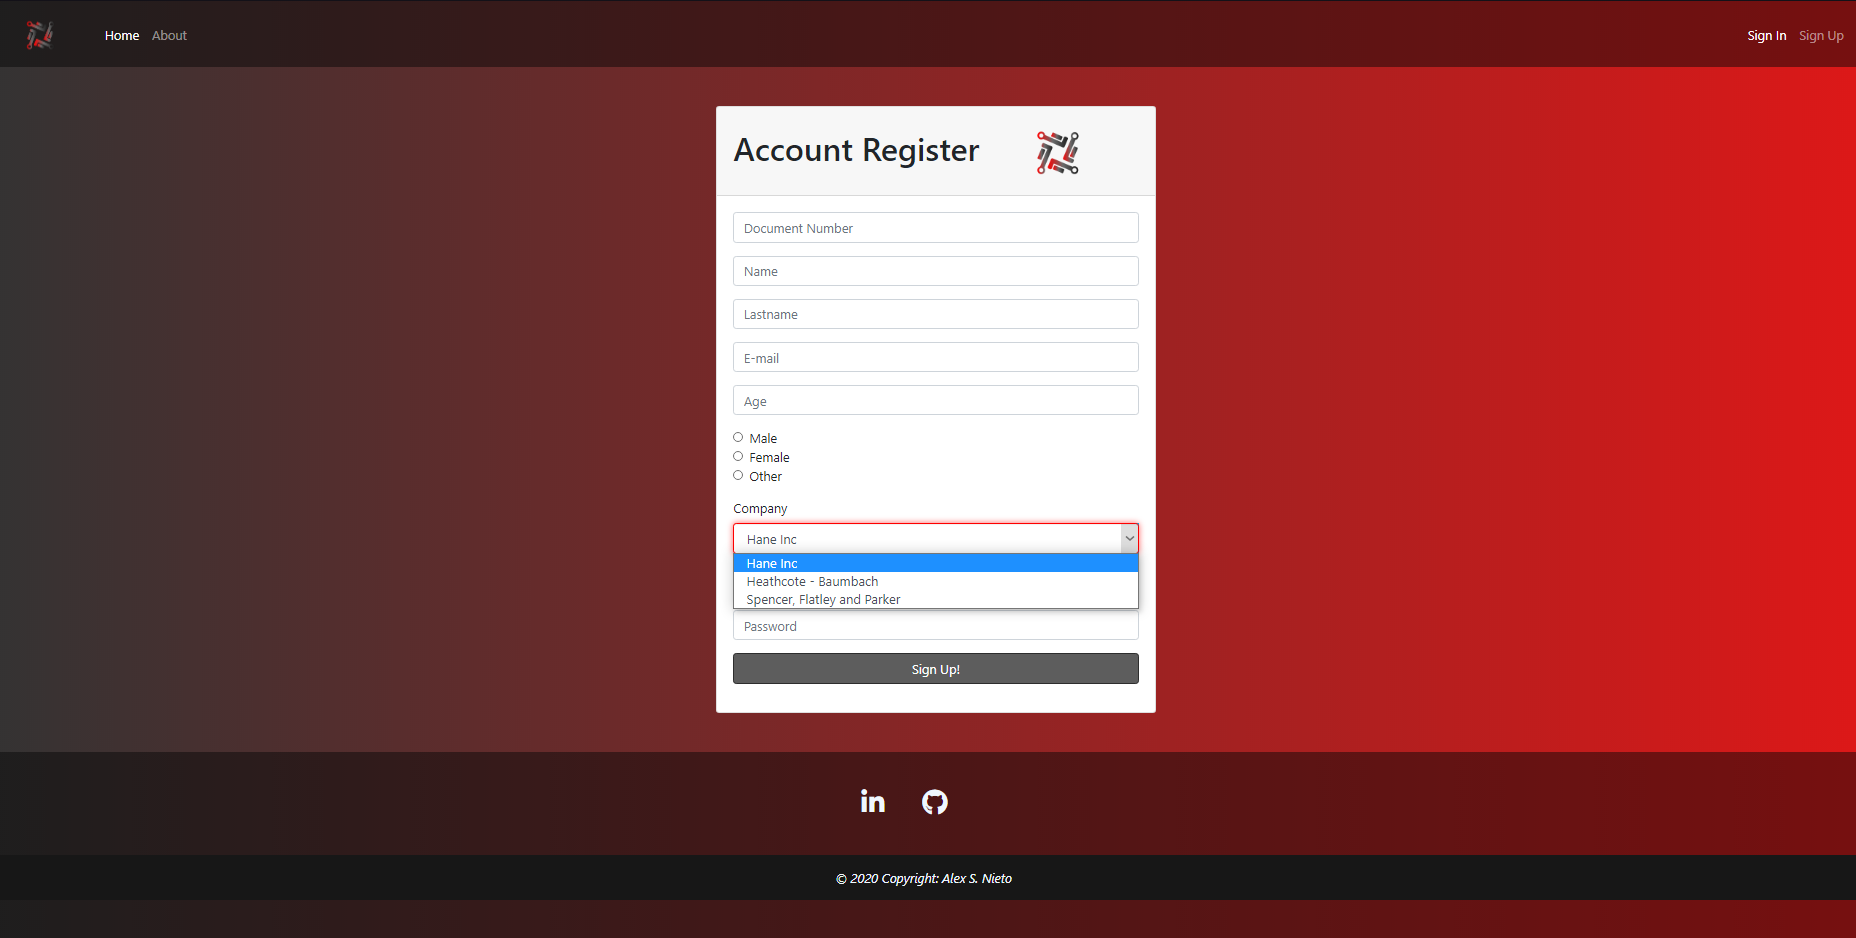 Home About Sign In Sign Up
Account Register
Document Number
Name
Lastname
E-mail
Age
Male
Female
Other
Company
Hane Inc
Hane Inc
Heathcote - Baumbach
Spencer, Flatley and Parker
Password
Sign Up!
in
© 2020 Copyright: Alex S. Nieto